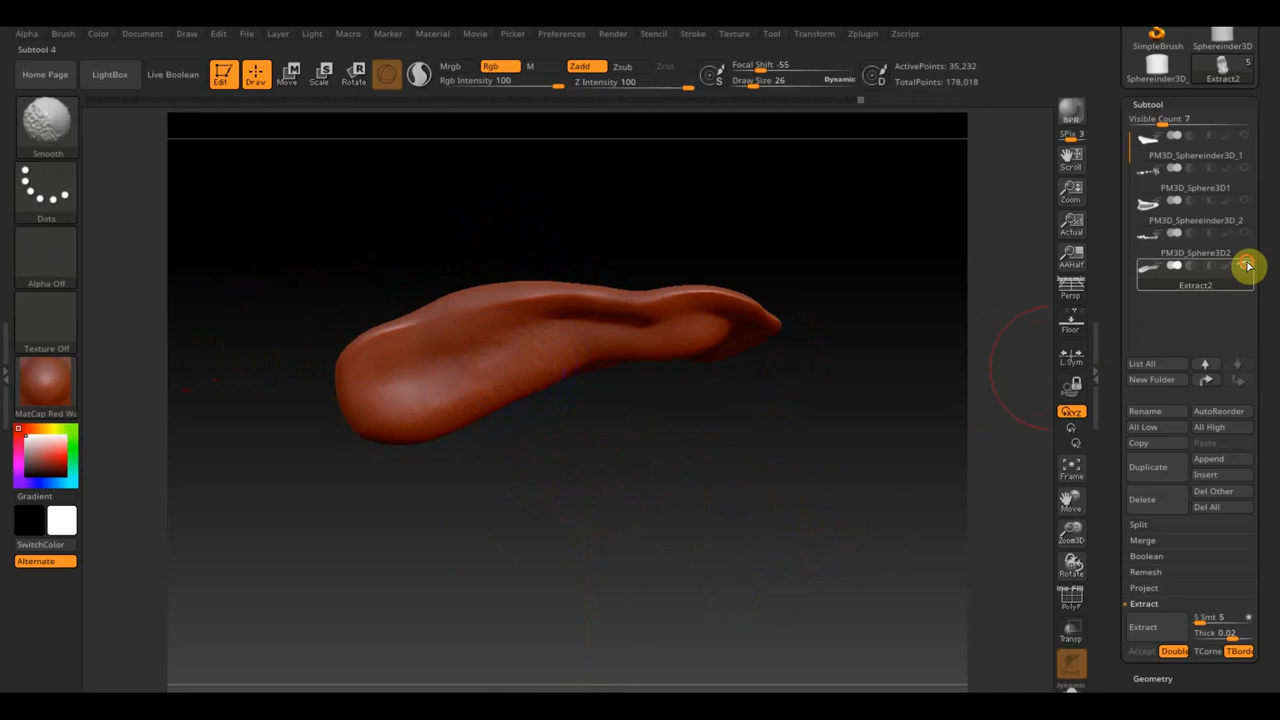 Alpha Brush Color Document Draw Edit File Layer Light Macro Marker Material Movie Picker Preferences Render Stencil Stroke Texture Tool Transform Zplugin Zscript
Subtool 4
Home Page
LightBox
Live Boolean
Edit
Draw
Move
Scale
Rotate
Mrgb Rgb M
Rgb Intensity 100
Zadd Zsub Zcut
Z Intensity 100
S
Focal Shift -55
Draw Size 26 Dynamic
D
ActivePoints: 35,232
TotalPoints: 178,018
Smooth
Dots
Alpha Off
Texture Off
MatCap Red Wa
Gradient
SwitchColor
Alternate
BPR
SPix 3
Scroll
Zoom
Actual
AAHalf
Dynamic
Persp
Floor
L.Sym
XYZ
Frame
Move
Zoom3D
Rotate
PolyF
Transp
Dynamic
SimpleBrush
Sphereinder3D
Sphereinder3D_
5
Extract2
Subtool
Visible Count 7
PM3D_Sphereinder3D_1
PM3D_Sphere3D1
PM3D_Sphereinder3D_2
PM3D_Sphere3D2
Extract2
List All
New Folder
Rename AutoReorder
All Low All High
Copy Paste
Duplicate
Append
Insert
Delete
Del Other
Del All
Split
Merge
Boolean
Remesh
Project
Extract
Extract
S Smt 5
Thick 0.02
Accept Double TCorne TBorde
Geometry